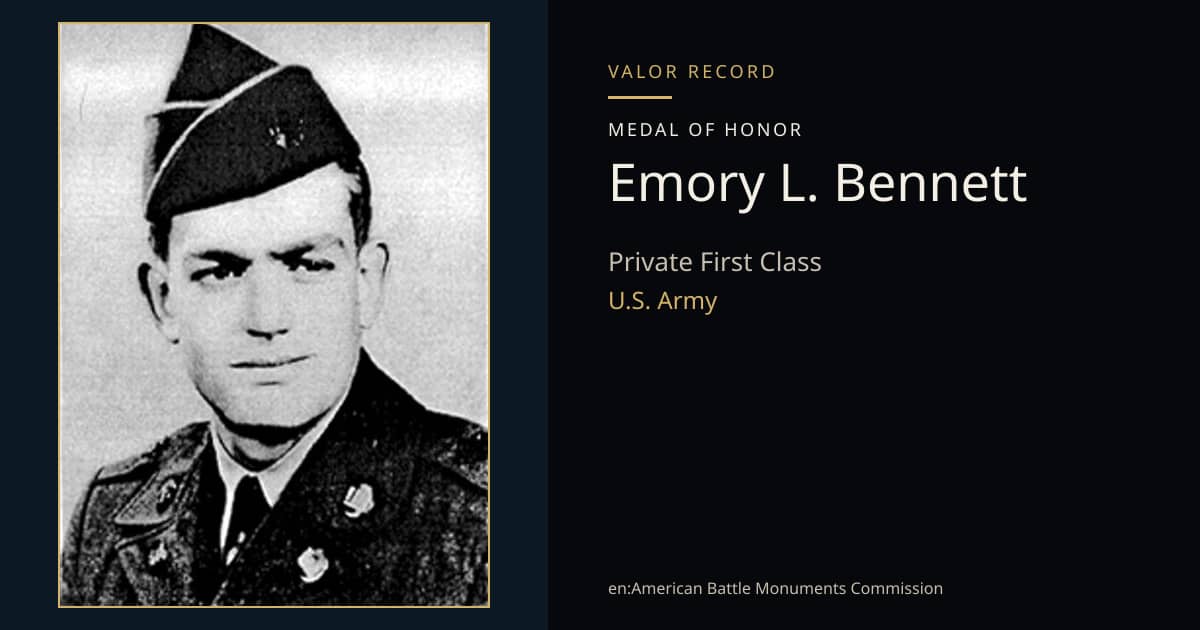 VALOR RECORD
MEDAL OF HONOR
Emory L. Bennett
Private First Class
U.S. Army
en:American Battle Monuments Commission